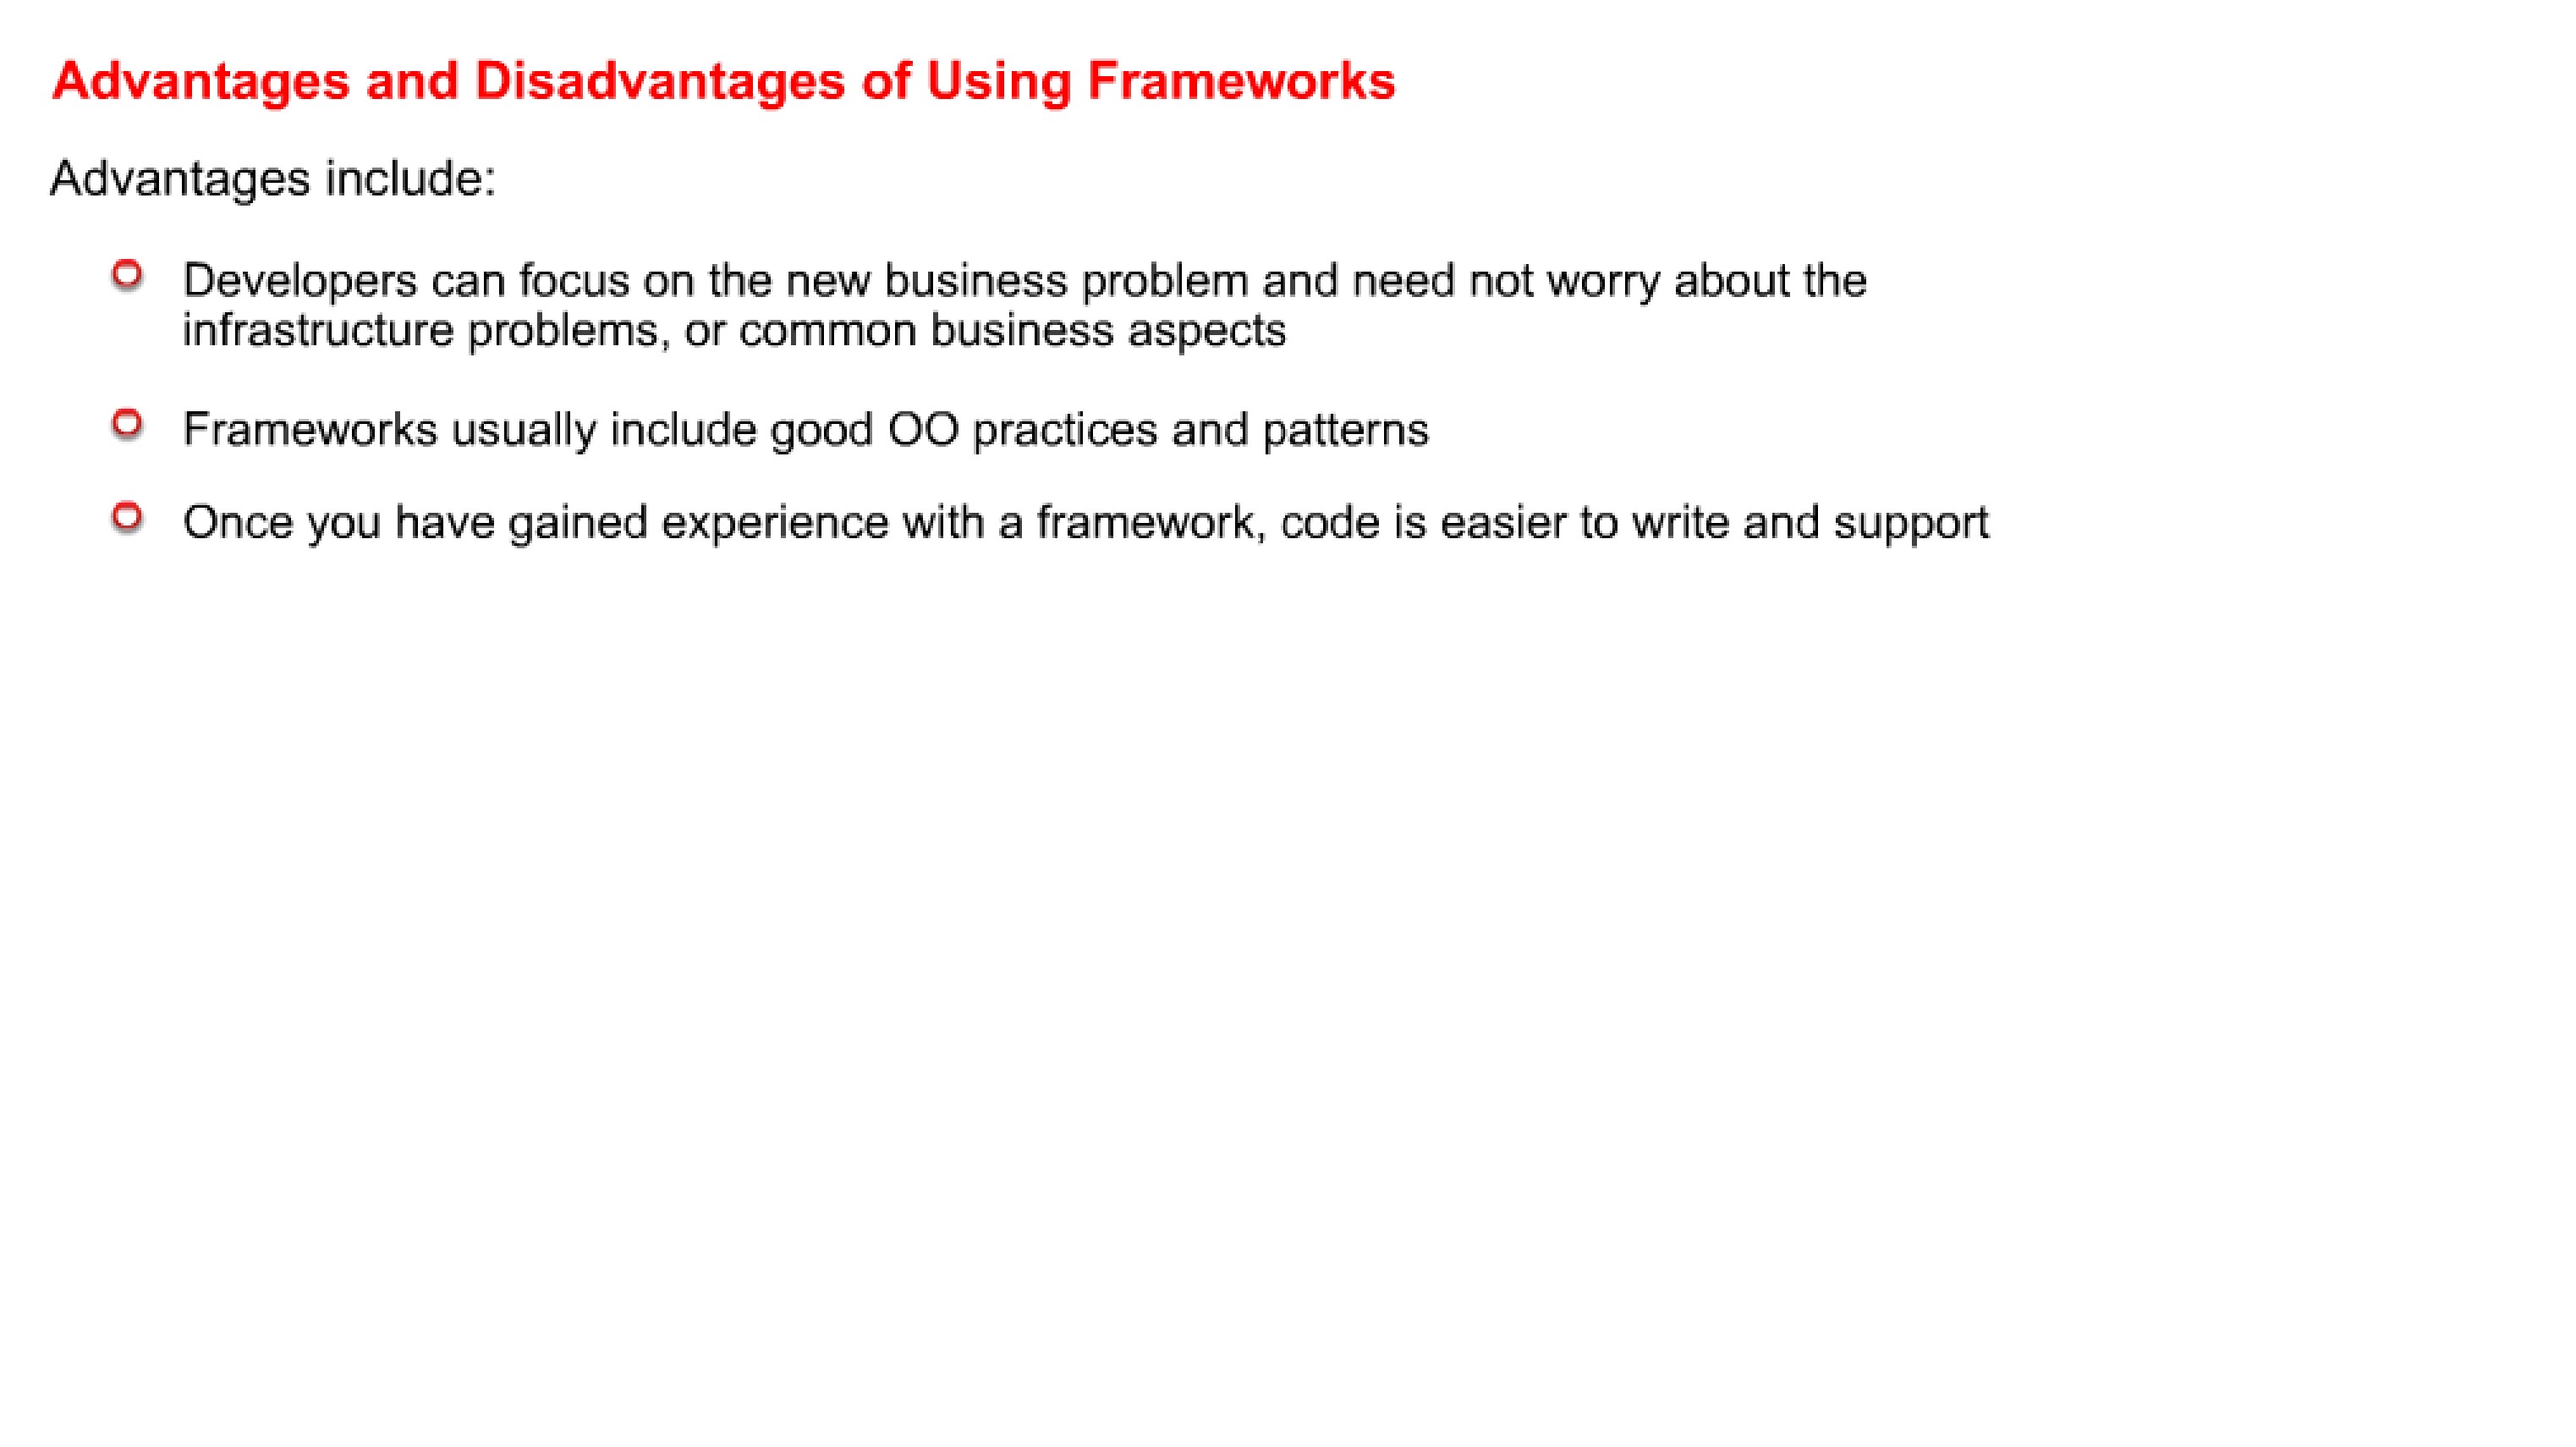 Advantages and Disadvantages of Using Frameworks
Advantages include:
Developers can focus on the new business problem and need not worry about the
infrastructure problems, or common business aspects
Frameworks usually include good OO practices and patterns
Once you have gained experience with a framework, code is easier to write and support